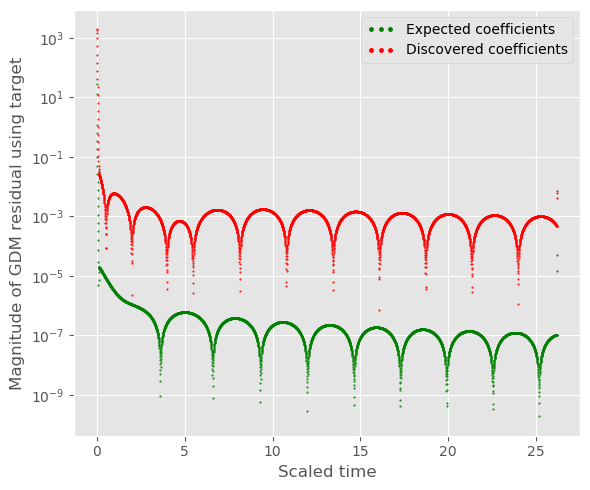 Expected coefficients
Discovered coefficients
Magnitude of GDM residual using target
10³
10¹
10⁻¹
10⁻³
10⁻⁵
10⁻⁷
10⁻⁹
0 5 10 15 20 25
Scaled time